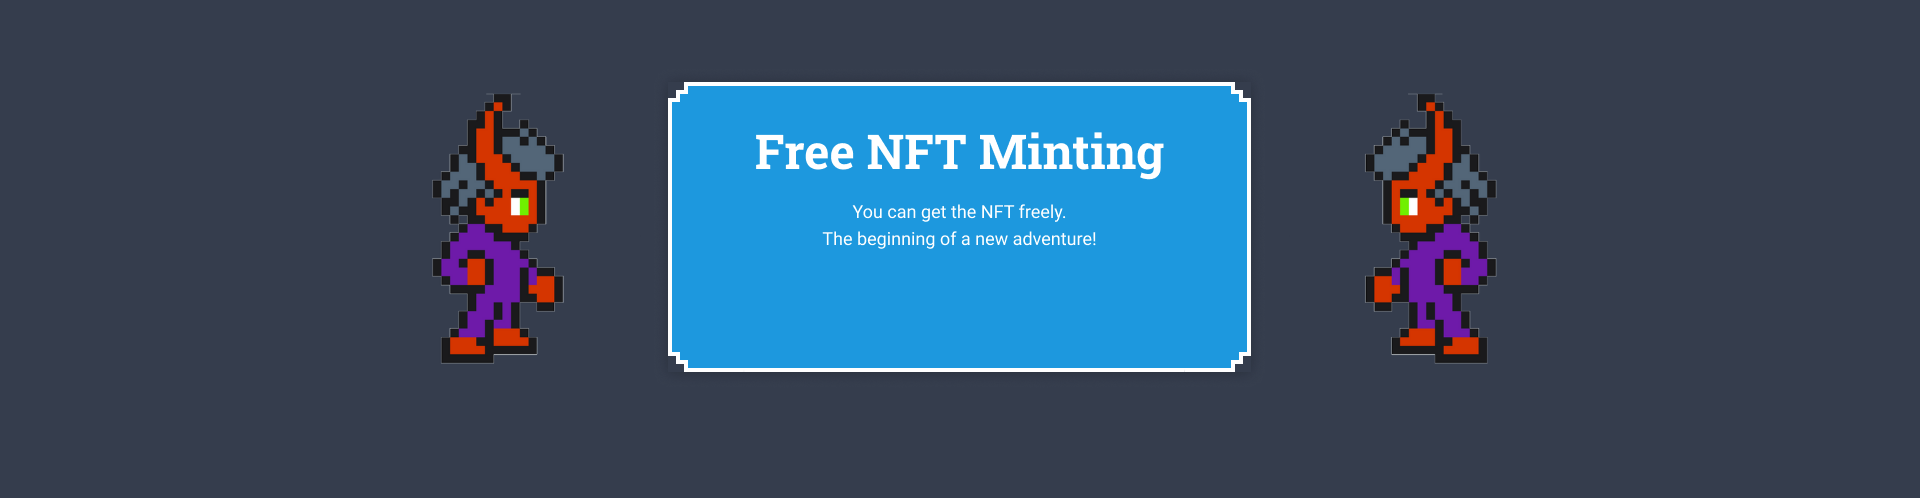 Free NFT Minting
You can get the NFT freely.
The beginning of a new adventure!